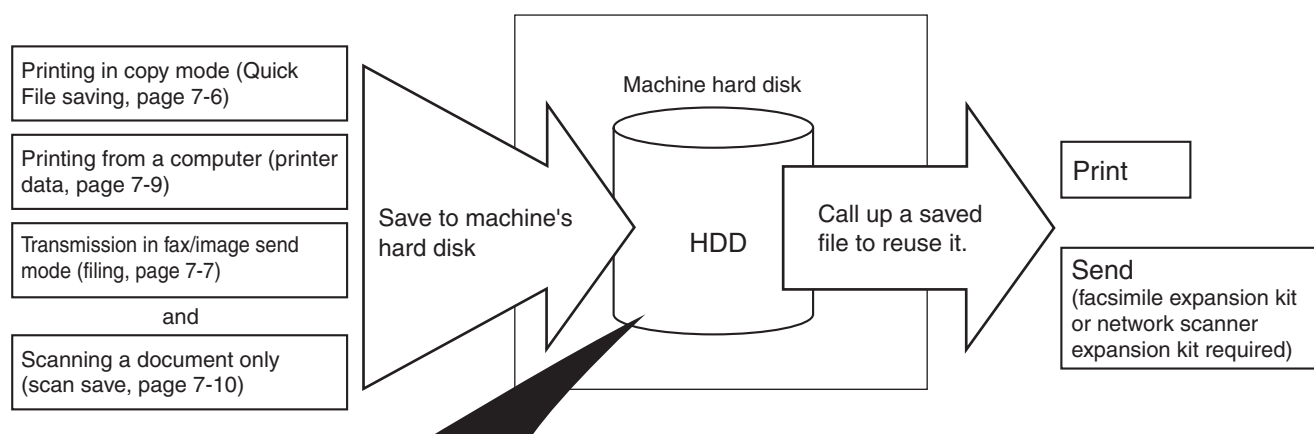 Printing in copy mode (Quick
File saving, page 7-6)
Printing from a computer (printer
data, page 7-9)
Transmission in fax/image send
mode (filing, page 7-7)
and
Scanning a document only
(scan save, page 7-10)
Save to machine's
hard disk
Machine hard disk
HDD
Call up a saved
file to reuse it.
Print
Send
(facsimile expansion kit
or network scanner
expansion kit required)